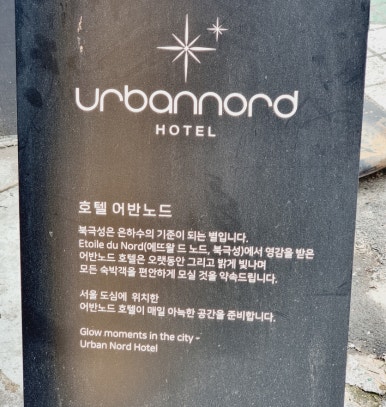 urbannord
HOTEL
호텔 어반노드
북극성은 은하수의 기준이 되는 별입니다.
Etoile du Nord(에뜨왈 드 노드, 북극성)에서 영감을 받은
어반노드 호텔은 오랫동안 그리고 밝게 빛나며
모든 숙박객을 편안하게 모실 것을 약속드립니다.
서울 도심에 위치한
어반노드 호텔이 매일 아늑한 공간을 준비합니다.
Glow moments in the city -
Urban Nord Hotel